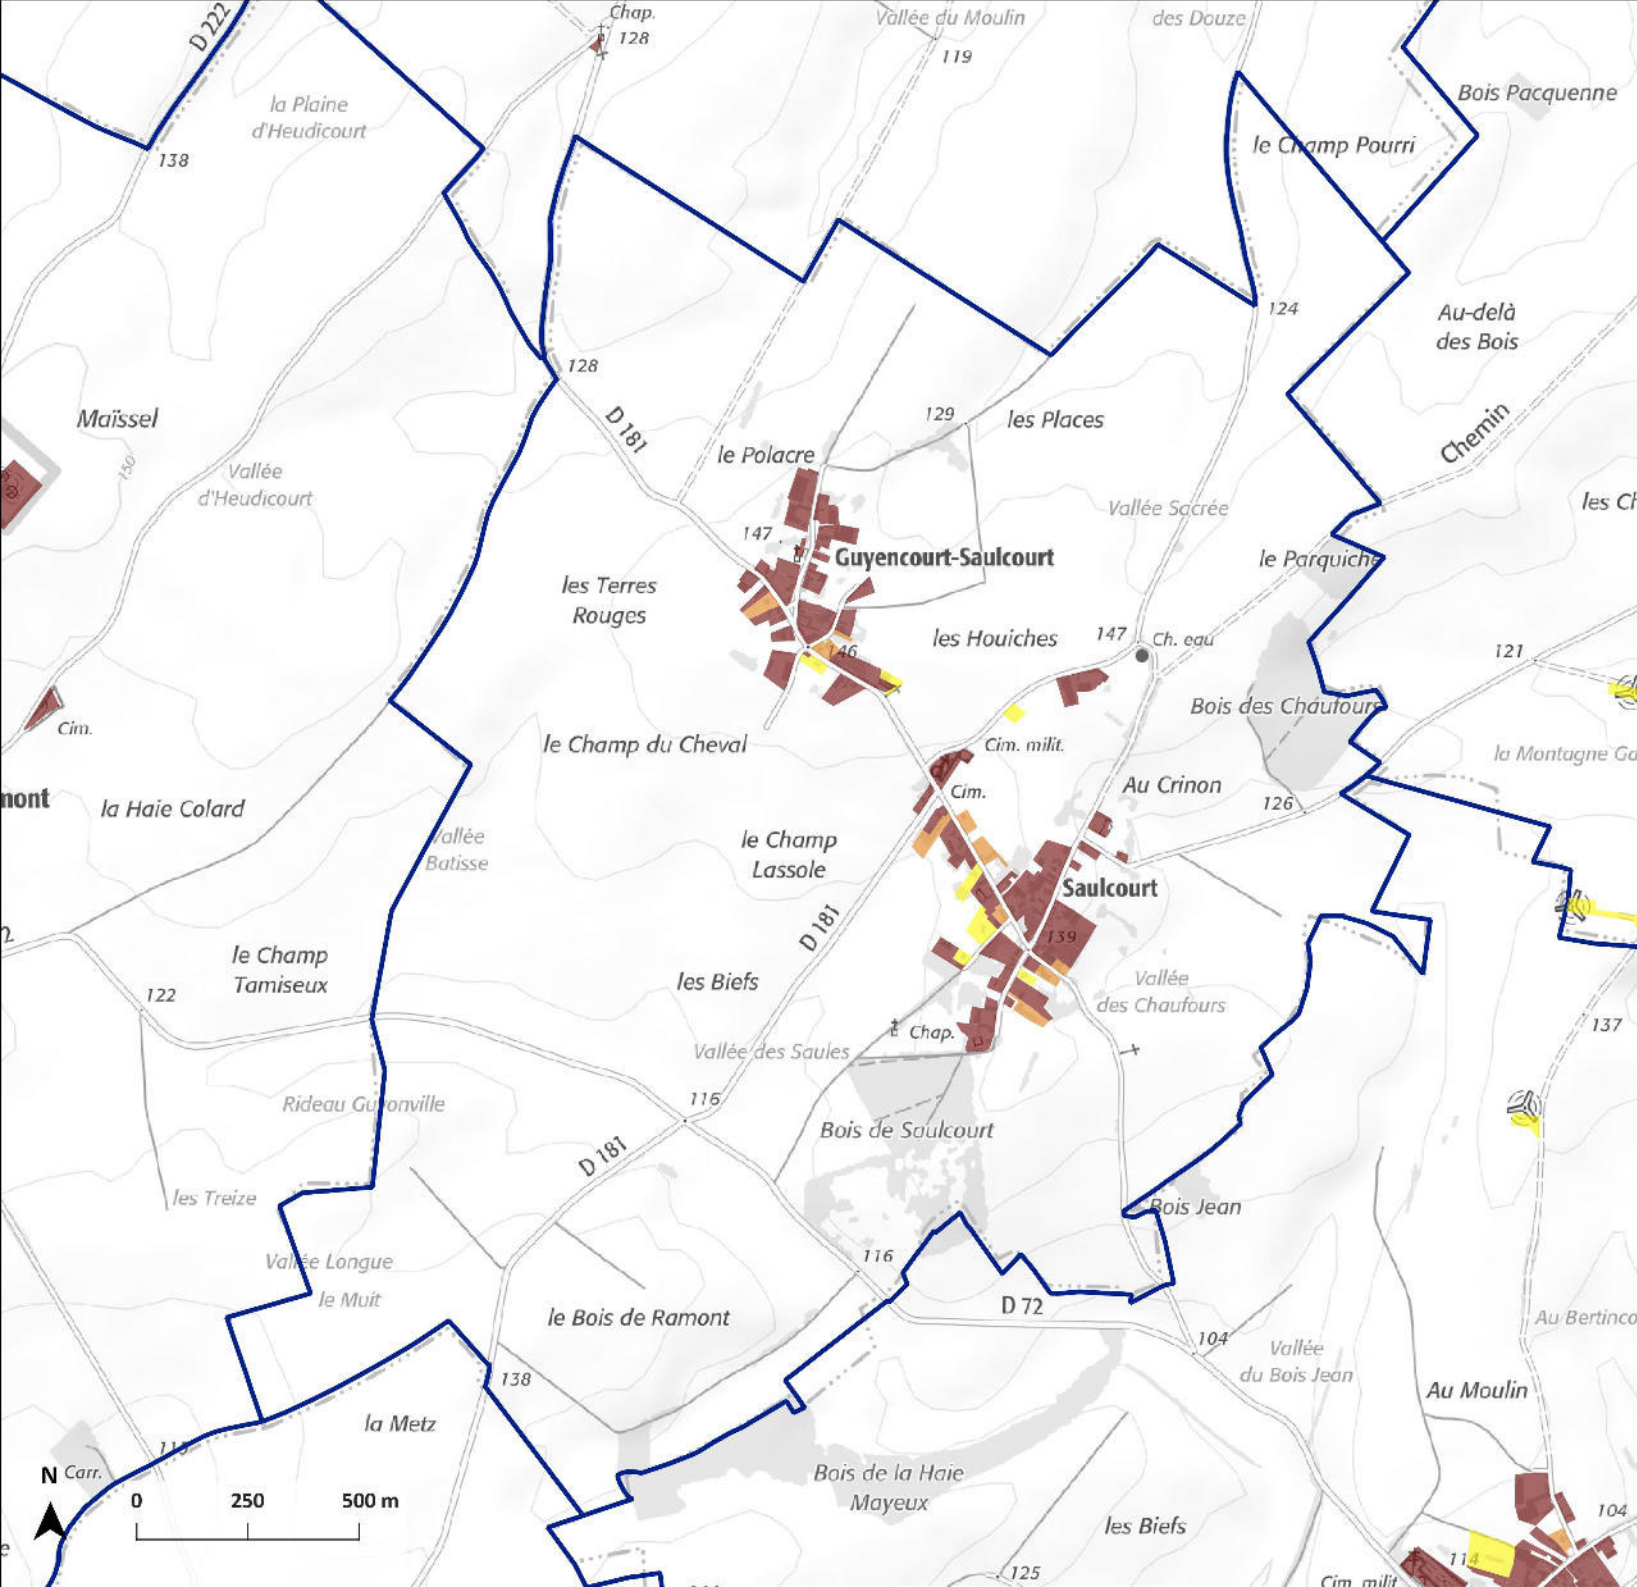 Chap.
128
D 222
Vallée du Moulin
119
des Douze
la Plaine
d'Heudicourt
138
Bois Pacquenne
le Champ Pourri
124
Au-delà
des Bois
128
Maïssel
150
D 181
129
les Places
Chemin
le Polacre
Vallée
d'Heudicourt
Vallée Sacrée
les Ch
147
Guyencourt-Saulcourt
le Parquiche
les Terres
Rouges
les Houiches
147
Ch. eau
146
121
Bois des Chaufours
Cim.
le Champ du Cheval
Cim. milit.
la Montagne Ga
Au Crinon
Cim.
126
mont
la Haie Colard
Vallée
Batisse
le Champ
Lassole
Saulcourt
D 181
139
2
le Champ
Tamiseux
les Biefs
Vallée
des Chaufours
122
137
Chap.
Vallée des Saules
116
Rideau Guyonville
Bois de Saulcourt
D 181
les Treize
Bois Jean
Vallée Longue
116
le Muit
D 72
le Bois de Ramont
Au Bertinco
104
Vallée
du Bois Jean
138
Au Moulin
la Metz
115
N
Carr.
Bois de la Haie
Mayeux
0 250 500 m
104
les Biefs
e
114
125
Cim. milit